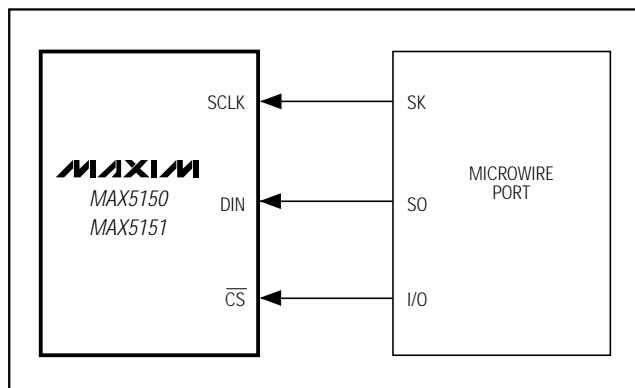 SCLK
SK
MAXIM
MAX5150
MAX5151
MICROWIRE
PORT
DIN
SO
CS
I/O